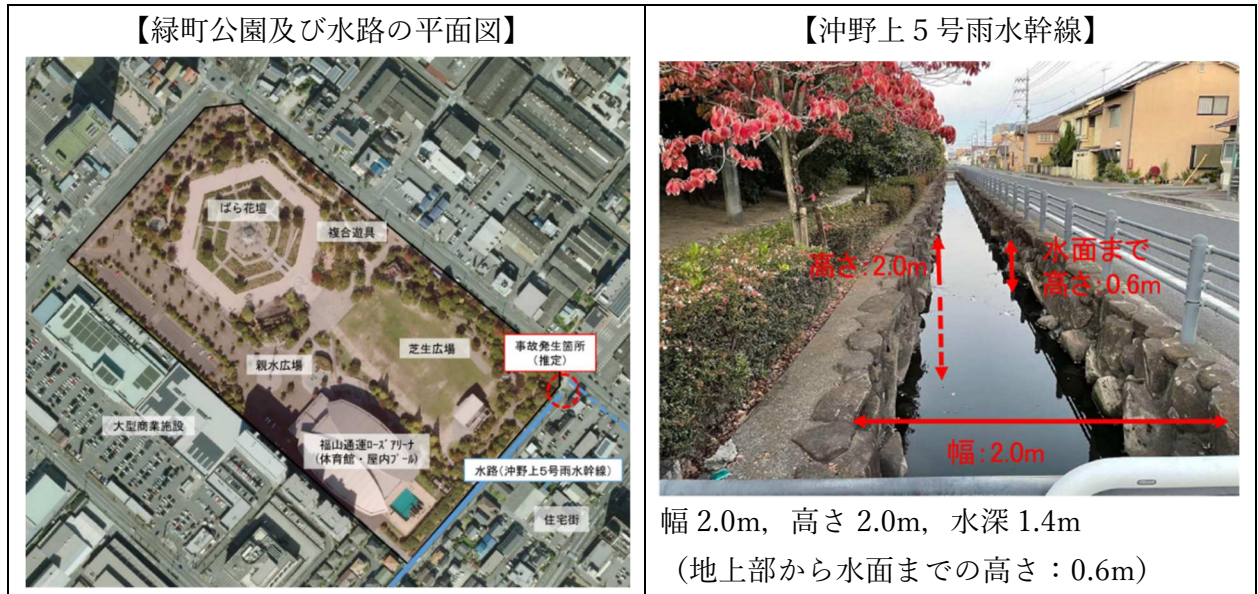 【緑町公園及び水路の平面図】
ばら花壇
複合遊具
芝生広場
事故発生箇所
（推定）
親水広場
大型商業施設
福山通運ﾛｰｽﾞｱﾘｰﾅ
(体育館・屋内ﾌﾟｰﾙ)
水路(沖野上5号雨水幹線)
住宅街
【沖野上５号雨水幹線】
高さ:2.0m
水面まで
高さ:0.6m
幅:2.0m
幅 2.0m，高さ 2.0m，水深 1.4m
（地上部から水面までの高さ：0.6m）